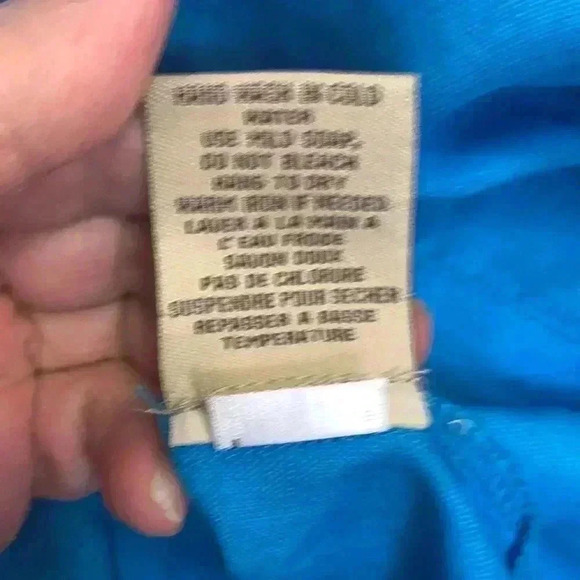 HAND WASH IN COLD
WATER
USE MILD SOAP,
DO NOT BLEACH
HANG TO DRY
WARM IRON IF NEEDED
LAVER A LA MAIN A
L'EAU FROIDE
SAVON DOUX
PAS DE CHLORURE
SUSPENDRE POUR SECHER
REPASSER A BASSE
TEMPERATURE